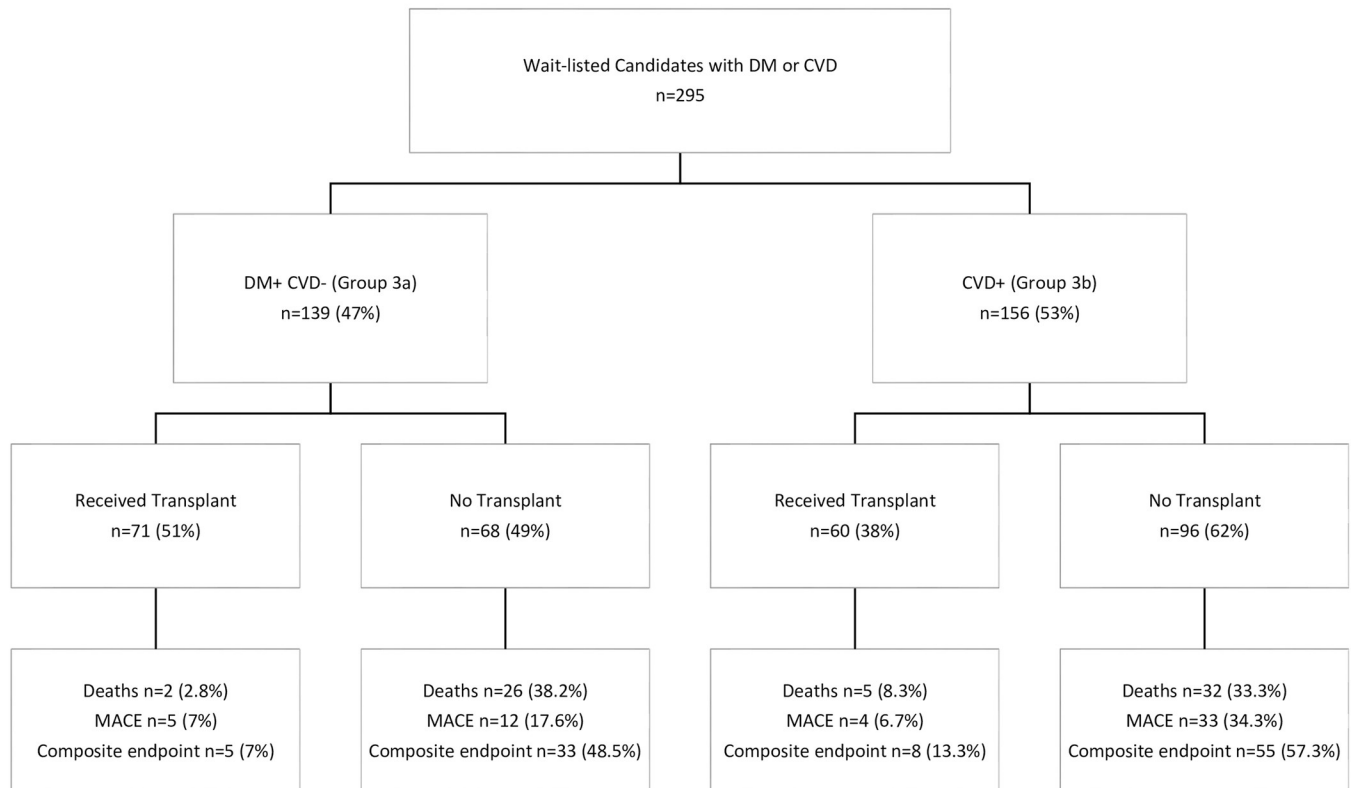 Wait-listed Candidates with DM or CVD
n=295
DM+ CVD- (Group 3a)
n=139 (47%)
CVD+ (Group 3b)
n=156 (53%)
Received Transplant
n=71 (51%)
No Transplant
n=68 (49%)
Received Transplant
n=60 (38%)
No Transplant
n=96 (62%)
Deaths n=2 (2.8%)
MACE n=5 (7%)
Composite endpoint n=5 (7%)
Deaths n=26 (38.2%)
MACE n=12 (17.6%)
Composite endpoint n=33 (48.5%)
Deaths n=5 (8.3%)
MACE n=4 (6.7%)
Composite endpoint n=8 (13.3%)
Deaths n=32 (33.3%)
MACE n=33 (34.3%)
Composite endpoint n=55 (57.3%)